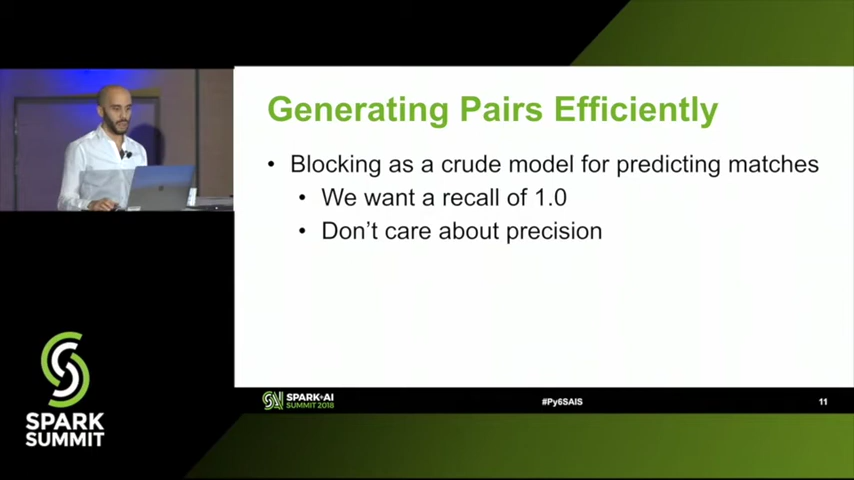 Generating Pairs Efficiently
• Blocking as a crude model for predicting matches
• We want a recall of 1.0
• Don't care about precision
SPARK+AI
SUMMIT 2018
#Py6SAIS
11
SPARK
SUMMIT